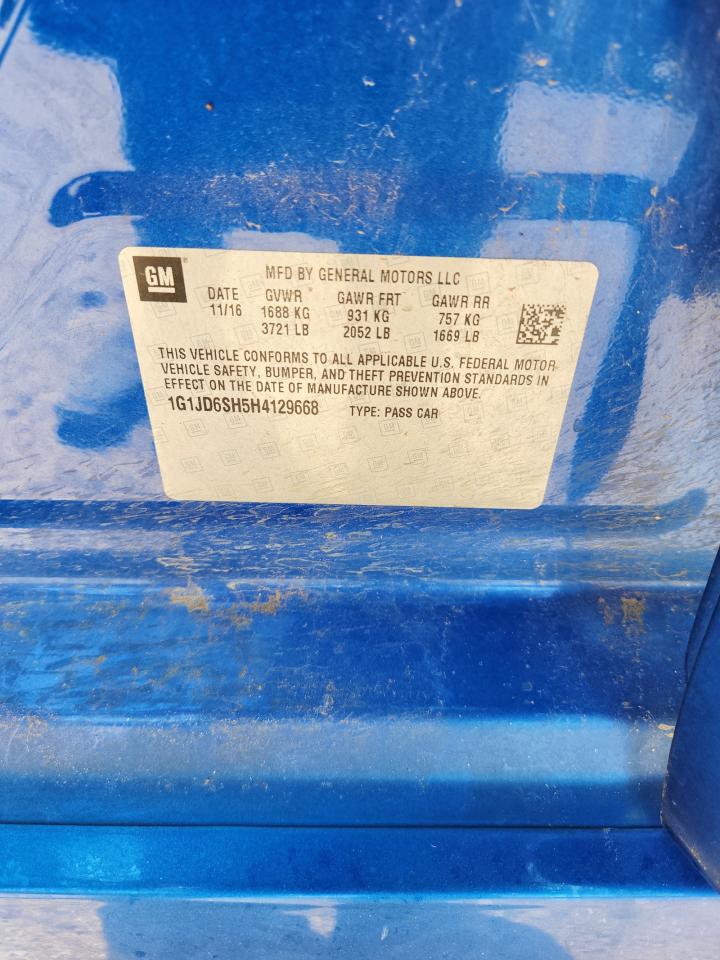 GM
MFD BY GENERAL MOTORS LLC
DATE GVWR GAWR FRT GAWR RR
11/16 1688 KG 931 KG 757 KG
3721 LB 2052 LB 1669 LB
THIS VEHICLE CONFORMS TO ALL APPLICABLE U.S. FEDERAL MOTOR
VEHICLE SAFETY, BUMPER, AND THEFT PREVENTION STANDARDS IN
EFFECT ON THE DATE OF MANUFACTURE SHOWN ABOVE.
1G1JD6SH5H4129668 TYPE: PASS CAR